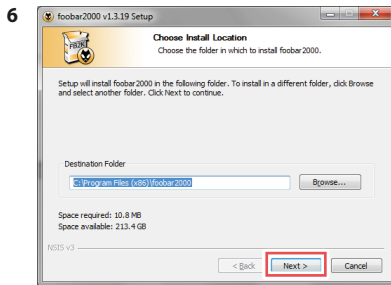 6
foobar2000 v1.3.19 Setup
Choose Install Location
Choose the folder in which to install foobar2000.
FB2K
Setup will install foobar2000 in the following folder. To install in a different folder, click Browse
and select another folder. Click Next to continue.
Destination Folder
C:\Program Files (x86)\foobar2000
Browse...
Space required: 10.8 MB
Space available: 213.4 GB
NSIS v3
< Back Next > Cancel